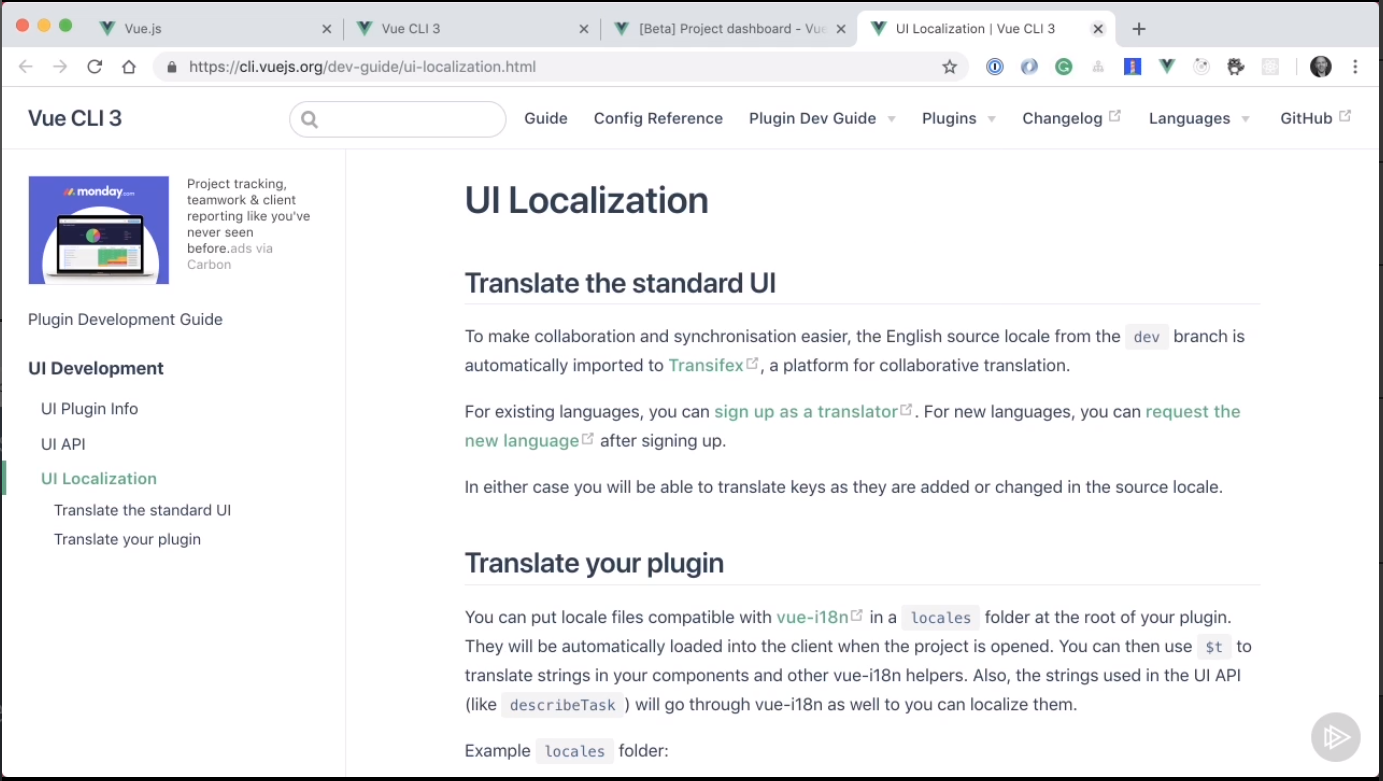 Vue.js
Vue CLI 3
[Beta] Project dashboard - Vue
UI Localization | Vue CLI 3
https://cli.vuejs.org/dev-guide/ui-localization.html
Vue CLI 3
Guide
Config Reference
Plugin Dev Guide
Plugins
Changelog
Languages
GitHub
monday.com
Project tracking,
teamwork & client
reporting like you've
never seen
before.ads via
Carbon
Plugin Development Guide
UI Development
UI Plugin Info
UI API
UI Localization
Translate the standard UI
Translate your plugin
UI Localization
Translate the standard UI
To make collaboration and synchronisation easier, the English source locale from the dev branch is
automatically imported to Transifex, a platform for collaborative translation.
For existing languages, you can sign up as a translator. For new languages, you can request the
new language after signing up.
In either case you will be able to translate keys as they are added or changed in the source locale.
Translate your plugin
You can put locale files compatible with vue-i18n in a locales folder at the root of your plugin.
They will be automatically loaded into the client when the project is opened. You can then use $t to
translate strings in your components and other vue-i18n helpers. Also, the strings used in the UI API
(like describeTask) will go through vue-i18n as well to you can localize them.
Example locales folder: